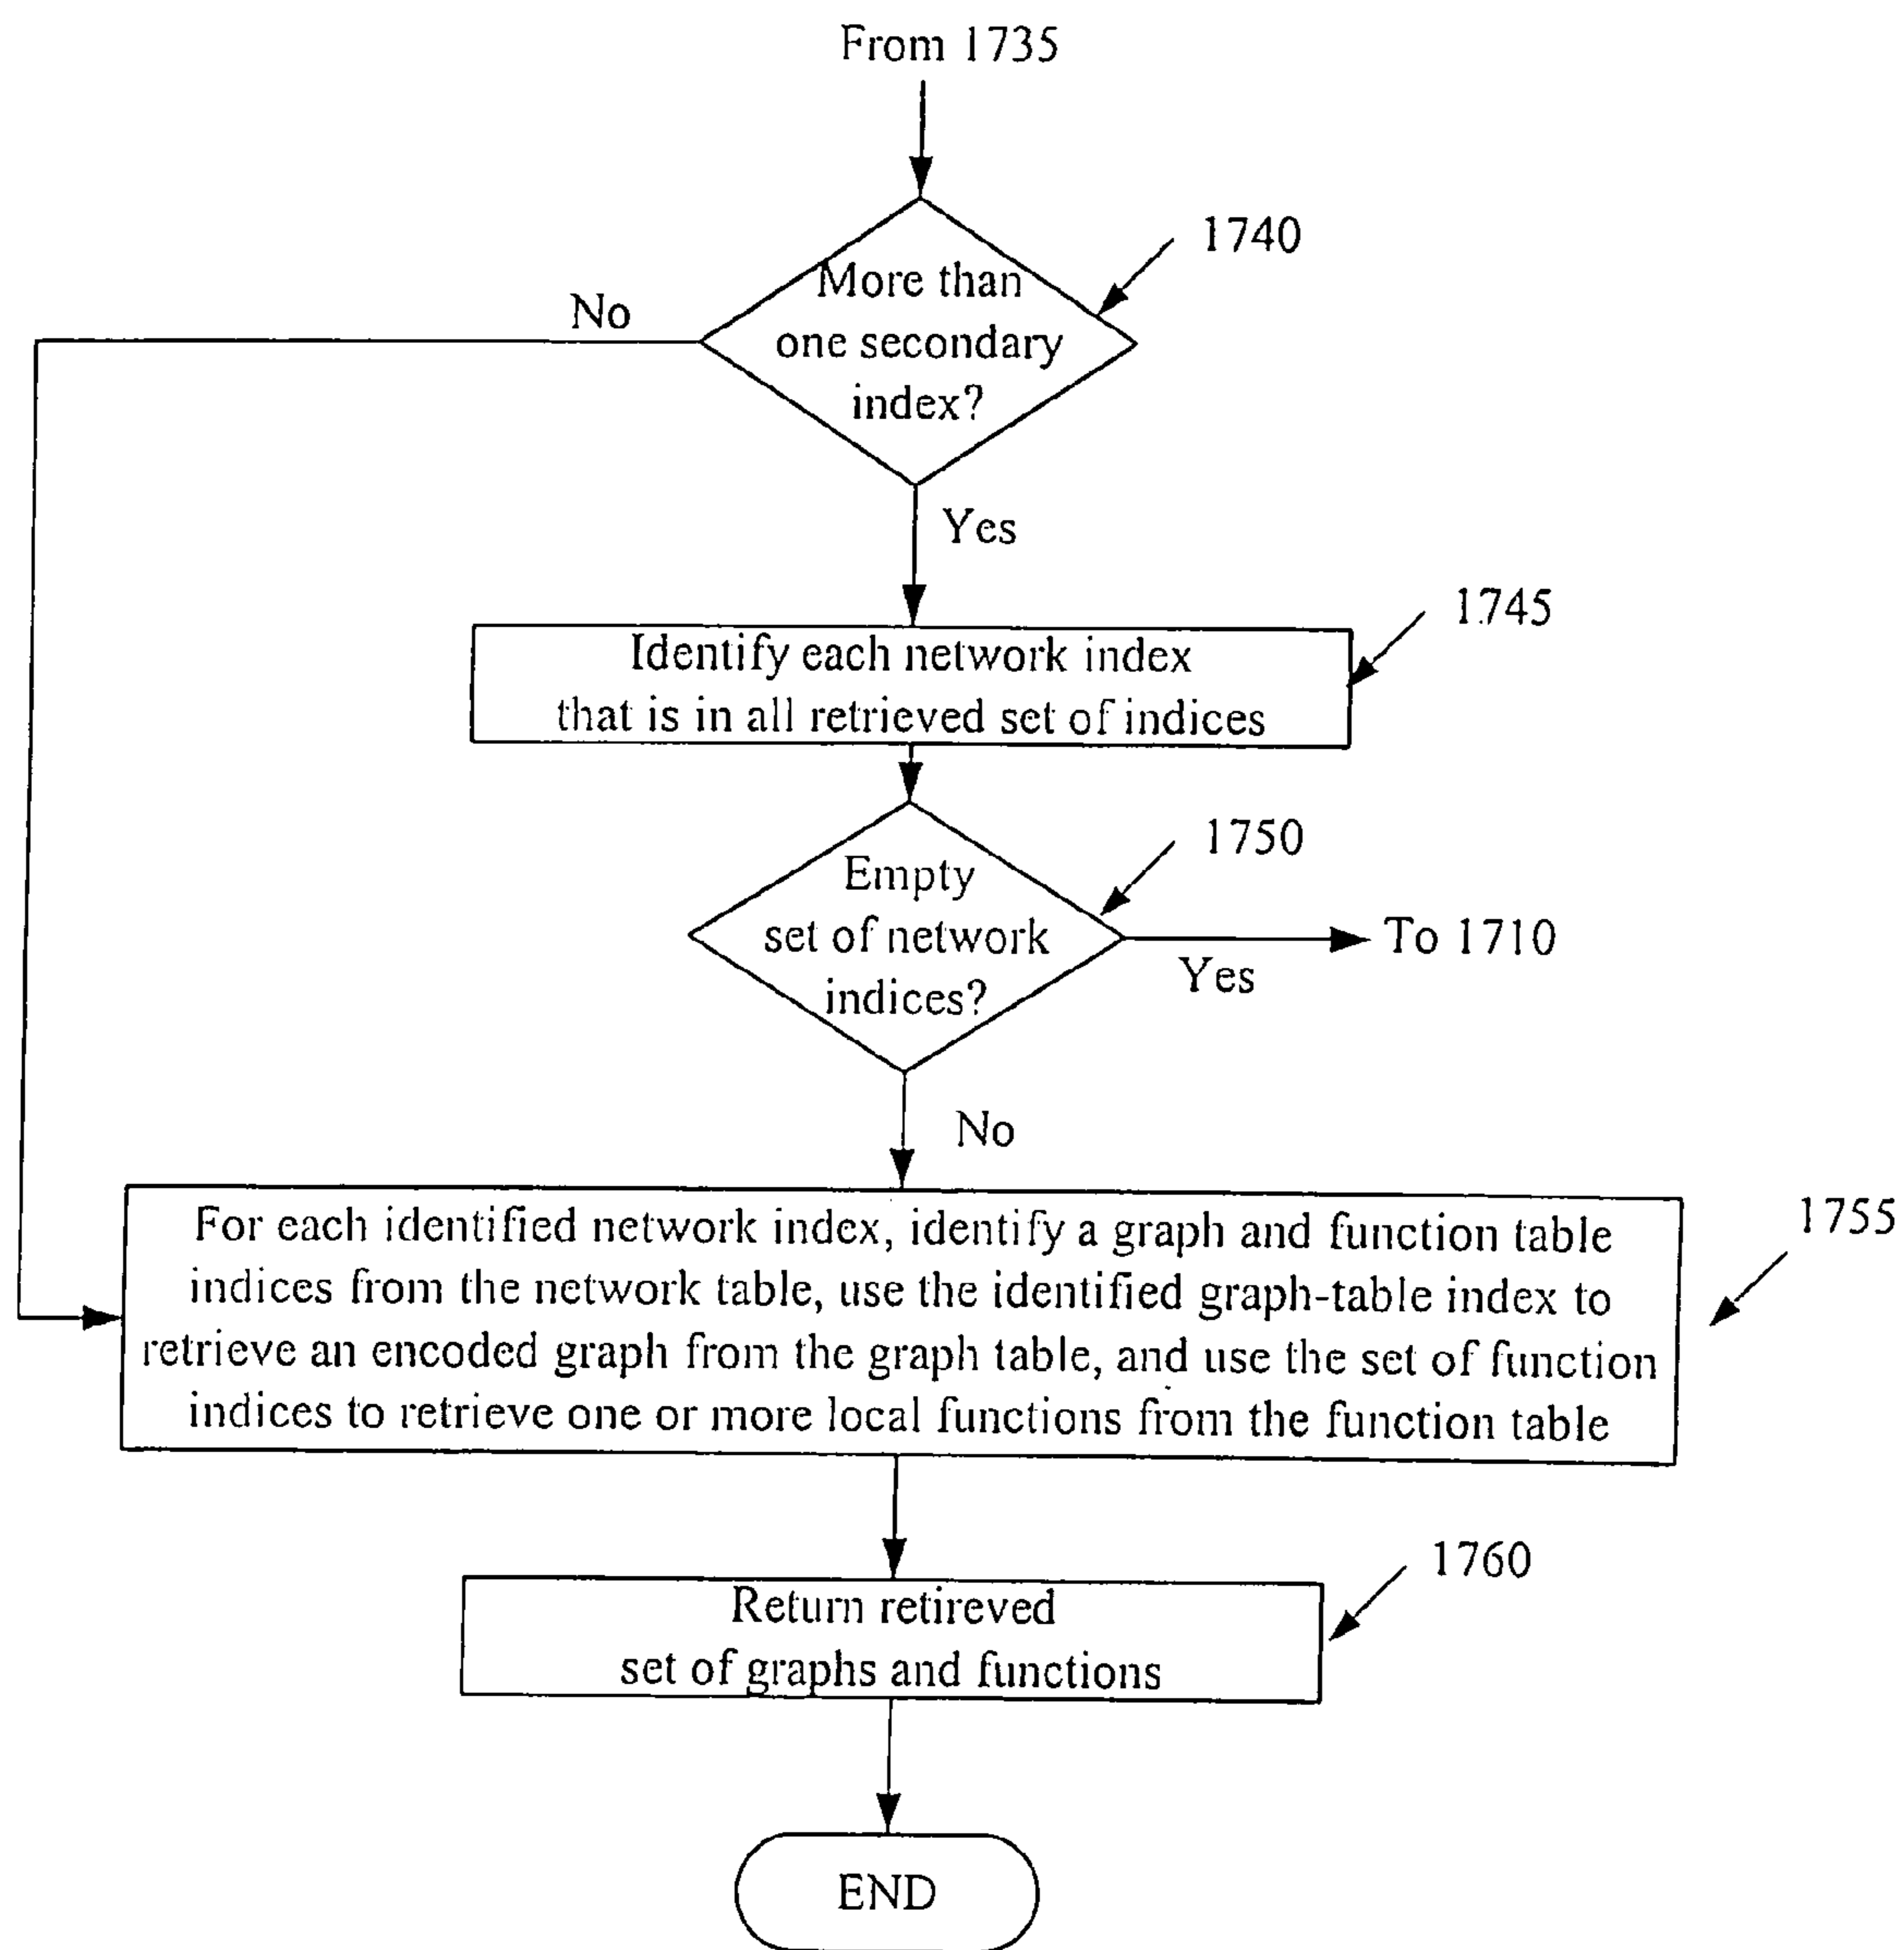 From 1735
1740
More than
one secondary
index?
No
Yes
1745
Identify each network index
that is in all retrieved set of indices
1750
Empty
set of network
indices?
To 1710
Yes
No
1755
For each identified network index, identify a graph and function table
indices from the network table, use the identified graph-table index to
retrieve an encoded graph from the graph table, and use the set of function
indices to retrieve one or more local functions from the function table
1760
Return retireved
set of graphs and functions
END